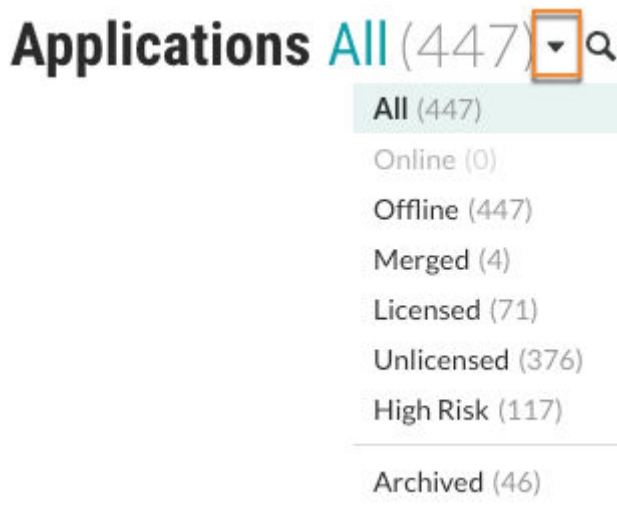 Applications All (447)
All (447)
Online (0)
Offline (447)
Merged (4)
Licensed (71)
Unlicensed (376)
High Risk (117)
Archived (46)